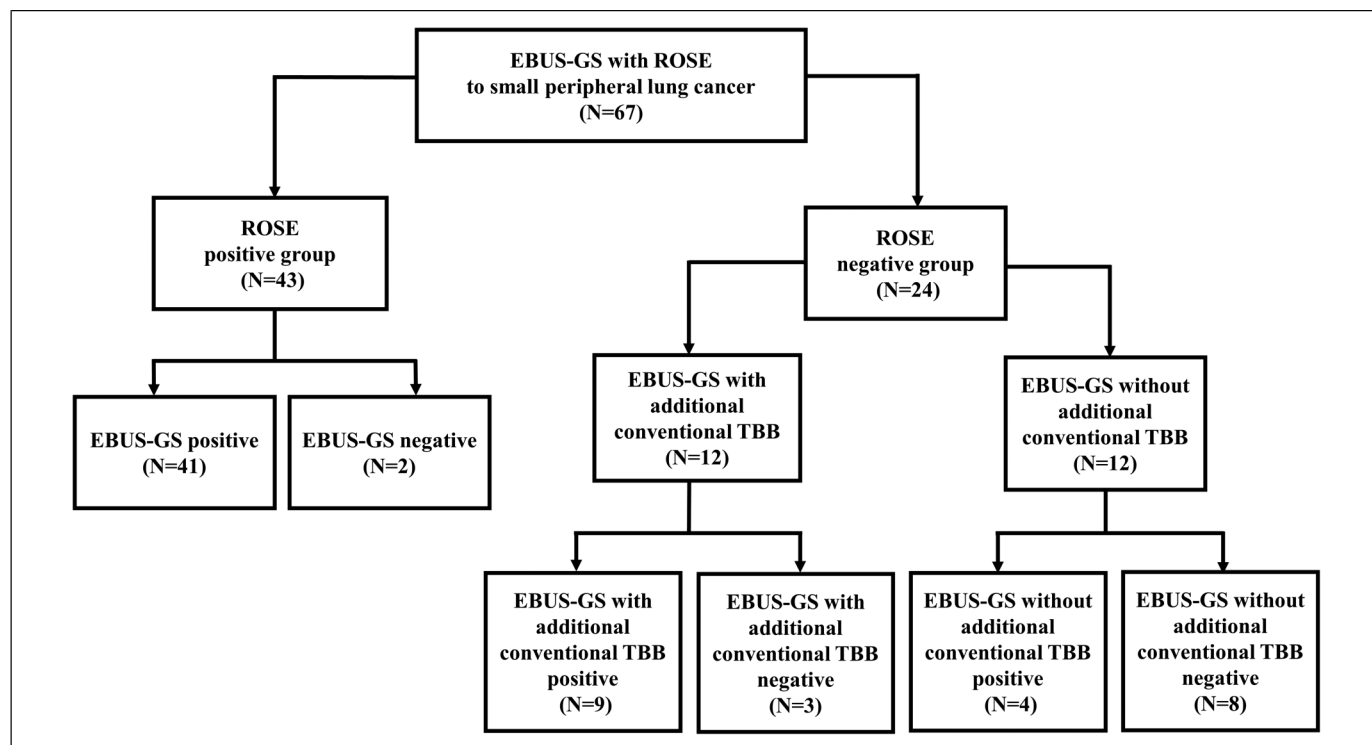 EBUS-GS with ROSE
to small peripheral lung cancer
(N=67)
ROSE
positive group
(N=43)
ROSE
negative group
(N=24)
EBUS-GS positive
(N=41)
EBUS-GS negative
(N=2)
EBUS-GS with
additional
conventional TBB
(N=12)
EBUS-GS without
additional
conventional TBB
(N=12)
EBUS-GS with
additional
conventional TBB
positive
(N=9)
EBUS-GS with
additional
conventional TBB
negative
(N=3)
EBUS-GS without
additional
conventional TBB
positive
(N=4)
EBUS-GS without
additional
conventional TBB
negative
(N=8)